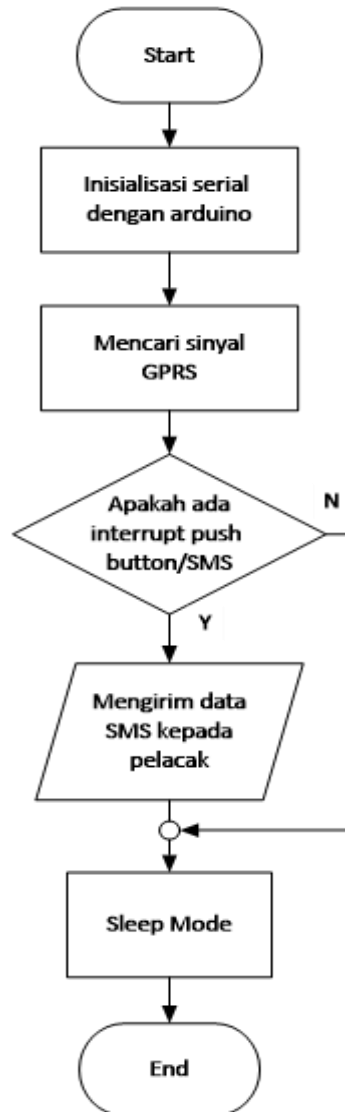 Start
Inisialisasi serial
dengan arduino
Mencari sinyal
GPRS
Apakah ada
interrupt push
button/SMS
N
Y
Mengirim data
SMS kepada
pelacak
Sleep Mode
End